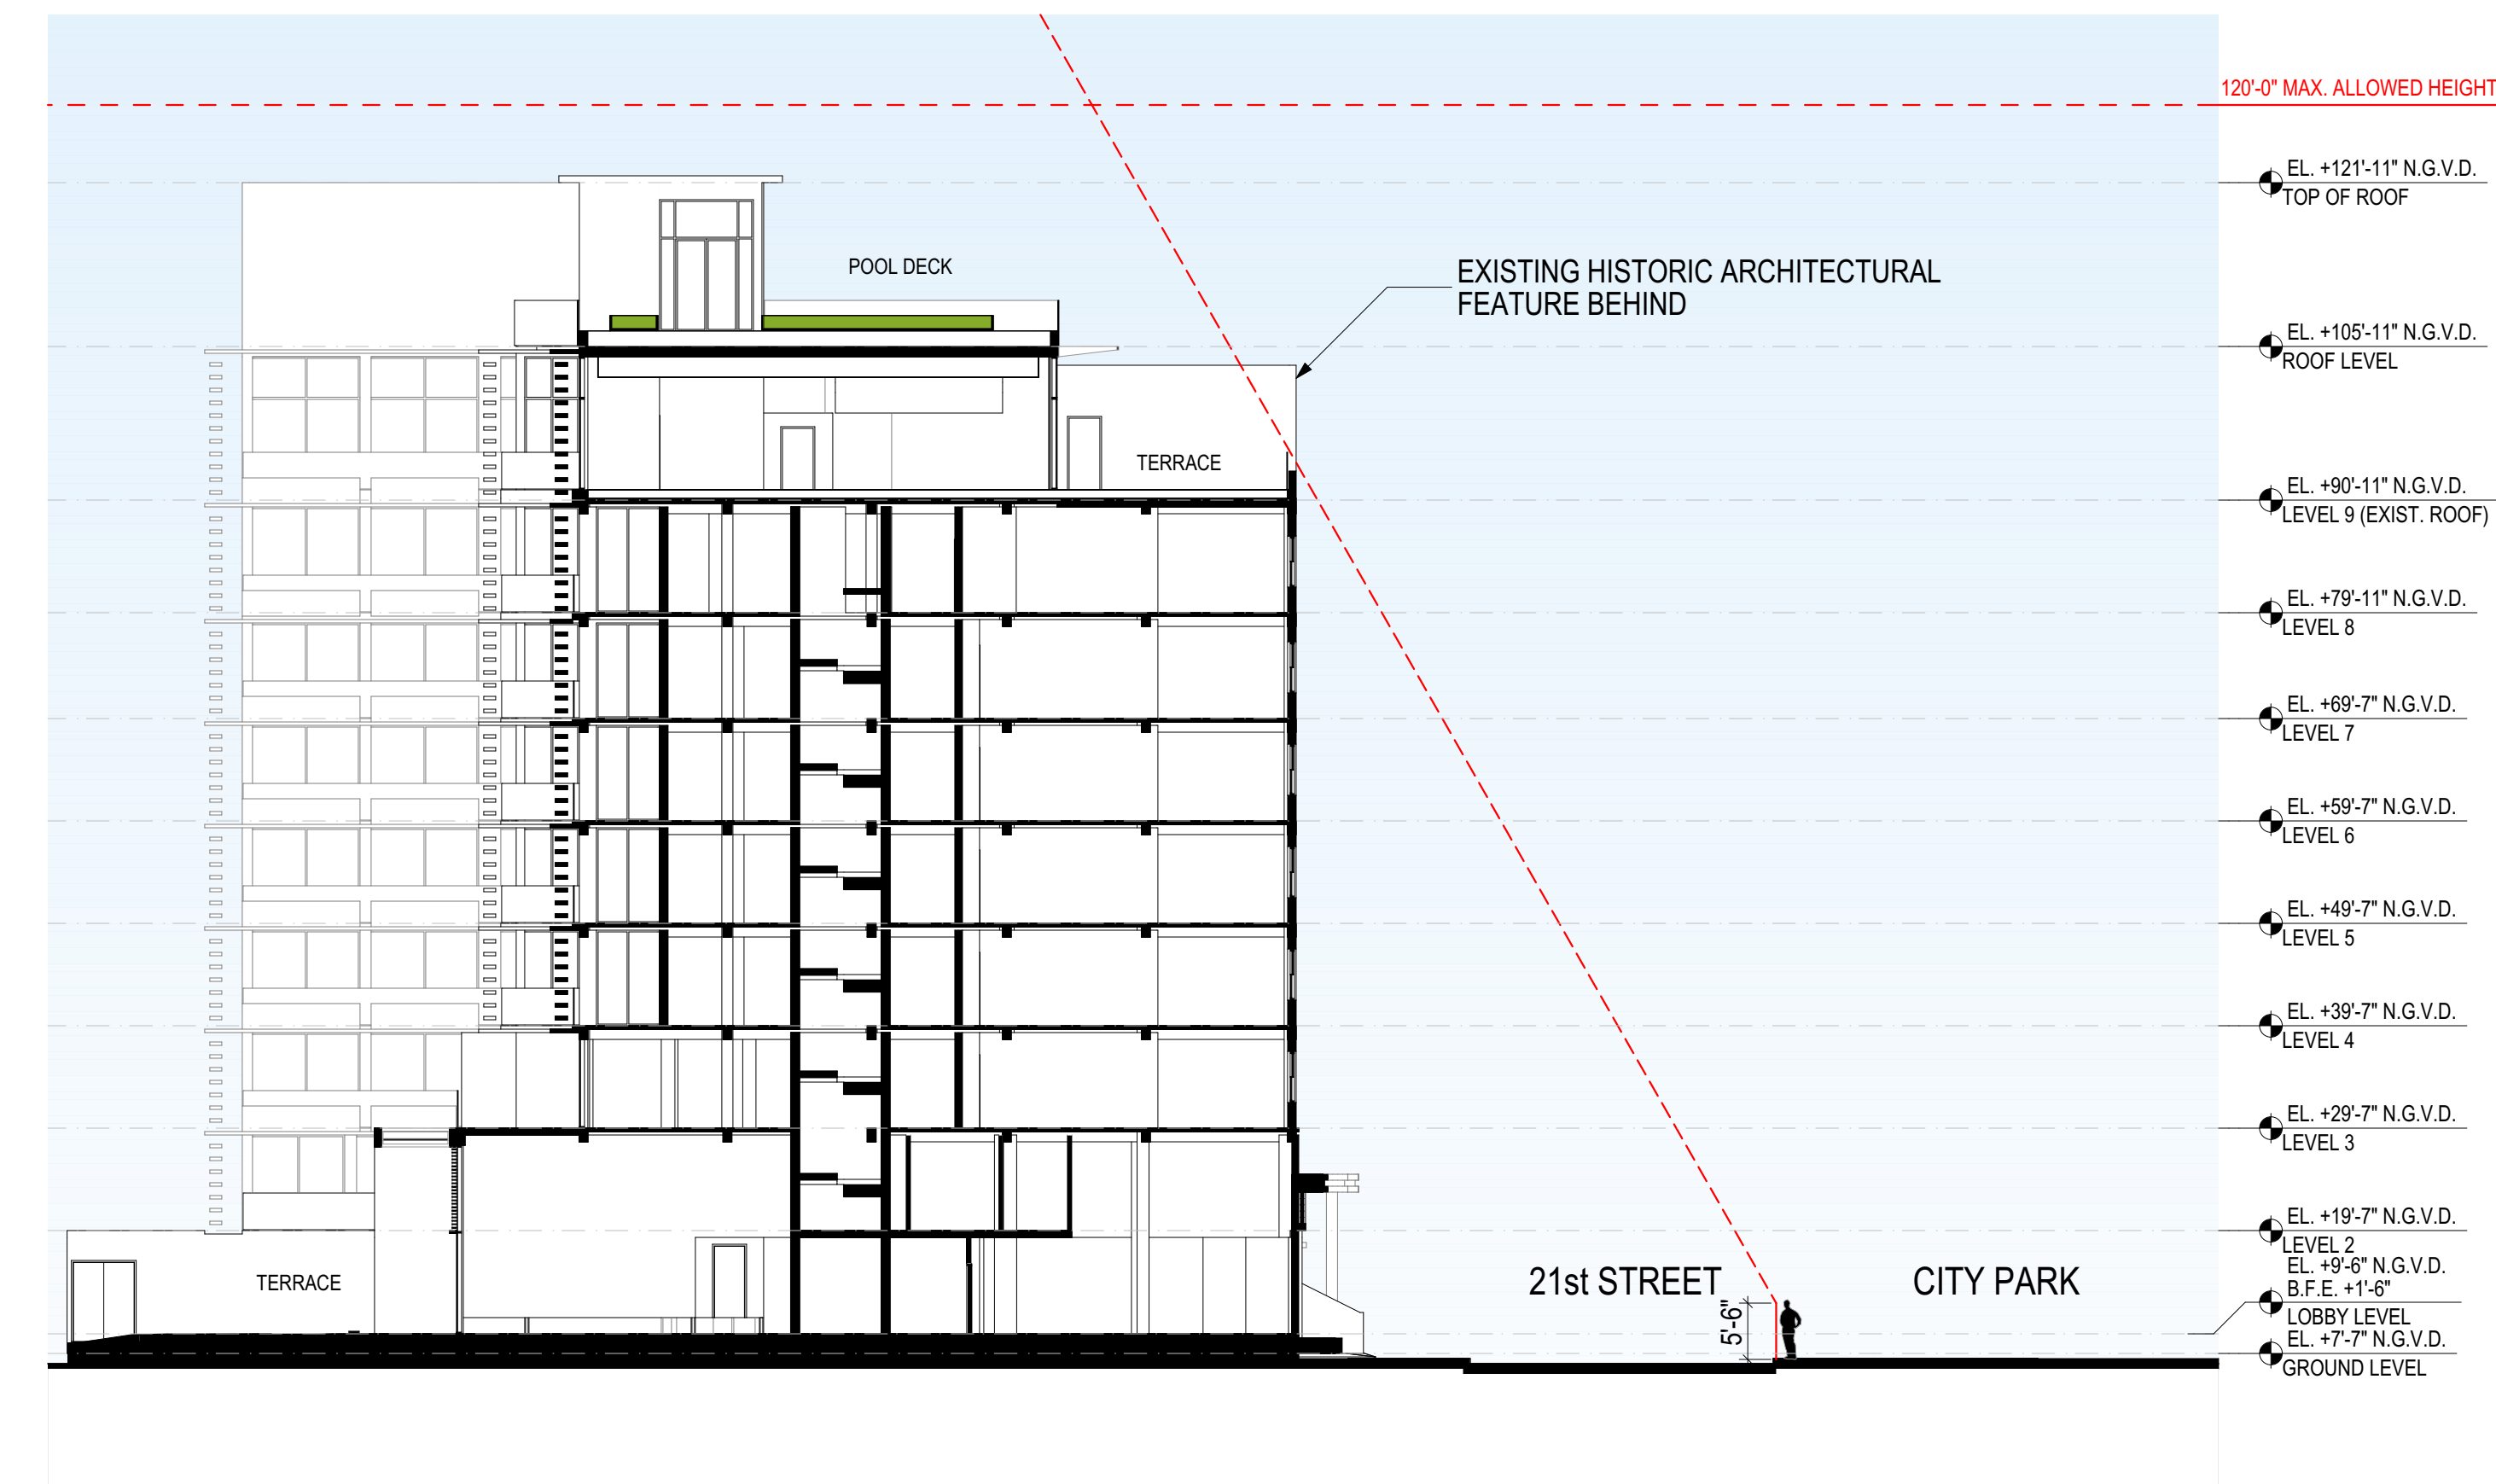 120'-0" MAX. ALLOWED HEIGHT
EL. +121'-11" N.G.V.D.
TOP OF ROOF
POOL DECK
EXISTING HISTORIC ARCHITECTURAL
FEATURE BEHIND
EL. +105'-11" N.G.V.D.
ROOF LEVEL
TERRACE
EL. +90'-11" N.G.V.D.
LEVEL 9 (EXIST. ROOF)
EL. +79'-11" N.G.V.D.
LEVEL 8
EL. +69'-7" N.G.V.D.
LEVEL 7
EL. +59'-7" N.G.V.D.
LEVEL 6
EL. +49'-7" N.G.V.D.
LEVEL 5
EL. +39'-7" N.G.V.D.
LEVEL 4
EL. +29'-7" N.G.V.D.
LEVEL 3
EL. +19'-7" N.G.V.D.
LEVEL 2
TERRACE
21st STREET
CITY PARK
5'-6"
EL. +9'-6" N.G.V.D.
B.F.E. +1'-6"
LOBBY LEVEL
EL. +7'-7" N.G.V.D.
GROUND LEVEL